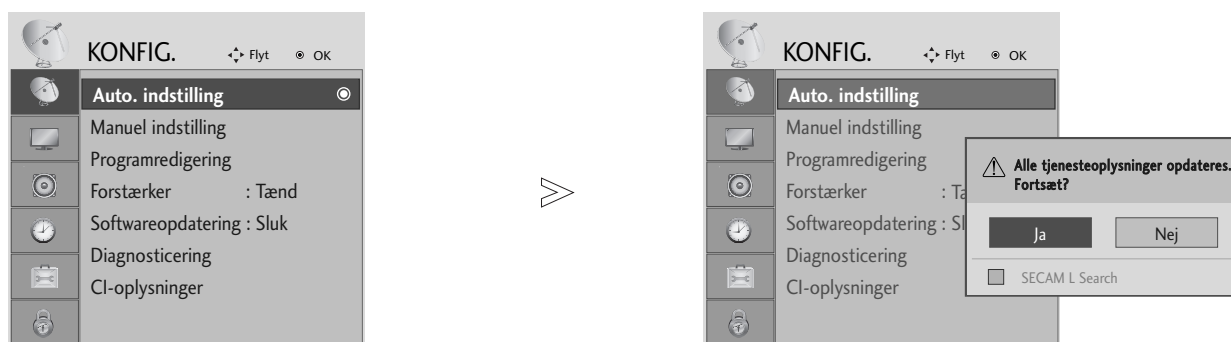 KONFIG. Flyt OK
Auto. indstilling
Manuel indstilling
Programredigering
Forstærker : Tænd
Softwareopdatering : Sluk
Diagnosticering
CI-oplysninger
KONFIG. Flyt OK
Auto. indstilling
Manuel indstilling
Programredigering
Forstærker : Tæ
Softwareopdatering : Sl
Diagnosticering
CI-oplysninger
Alle tjenesteoplysninger opdateres.
Fortsæt?
Ja Nej
SECAM L Search